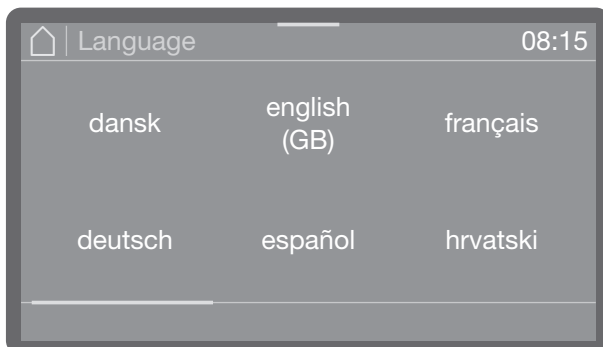 Language 08:15
dansk english (GB) français
deutsch español hrvatski